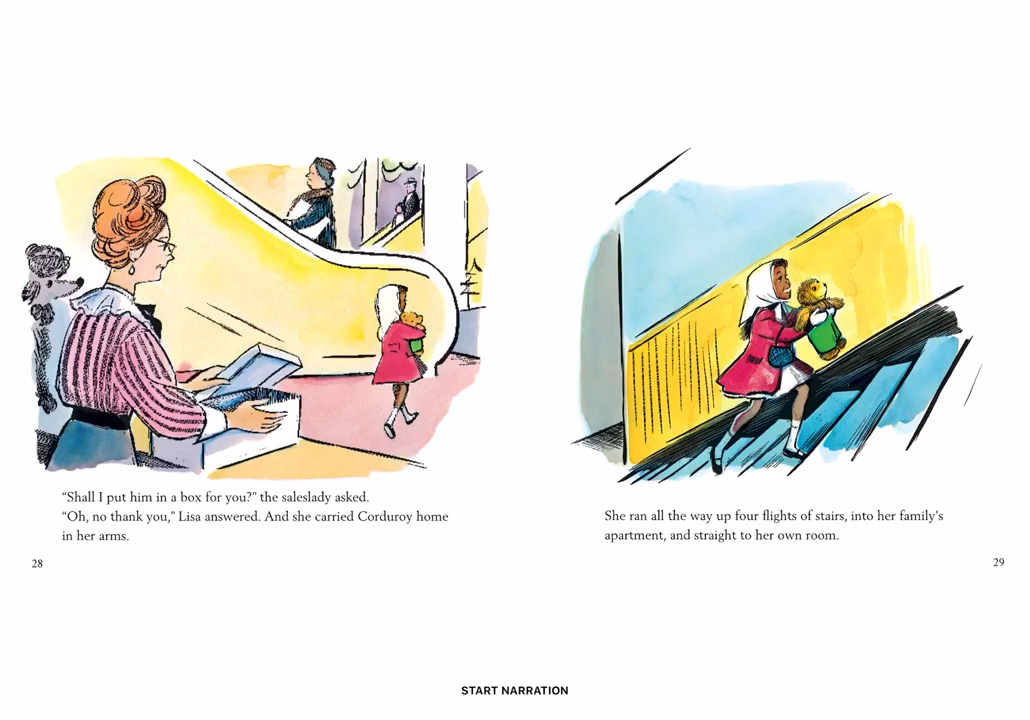 “Shall I put him in a box for you?” the saleslady asked.
“Oh, no thank you,” Lisa answered. And she carried Corduroy home
in her arms.
28
She ran all the way up four flights of stairs, into her family’s
apartment, and straight to her own room.
29
START NARRATION